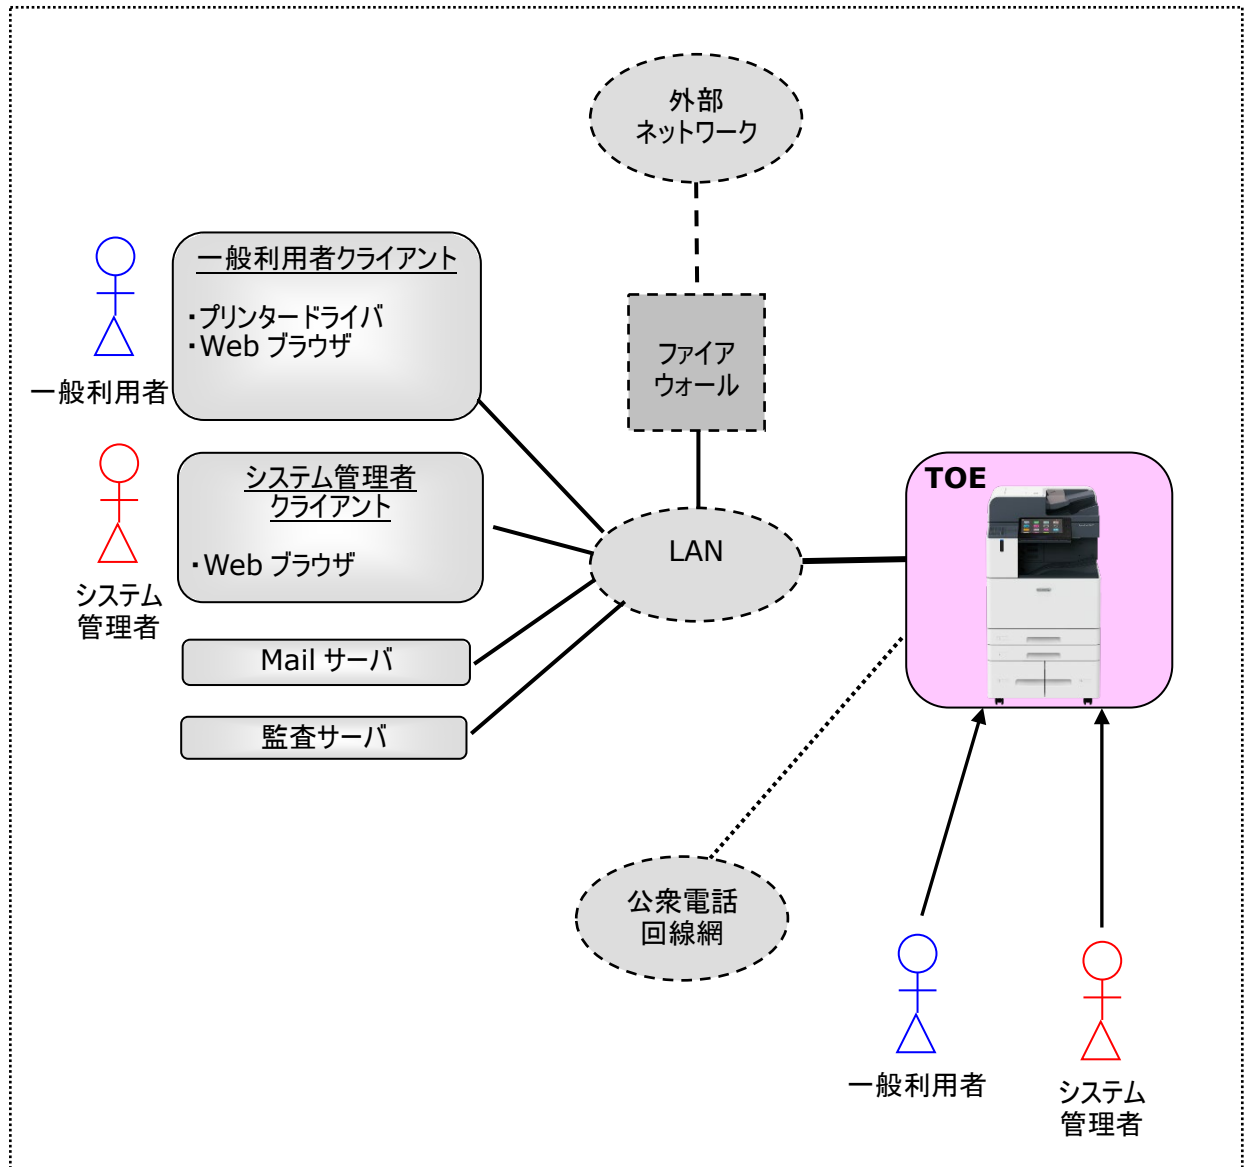 外部
ネットワーク
一般利用者クライアント
・プリンタードライバ
・Web ブラウザ
一般利用者
ファイア
ウォール
システム管理者
クライアント
・Web ブラウザ
システム
管理者
LAN
TOE
Mail サーバ
監査サーバ
公衆電話
回線網
一般利用者
システム
管理者